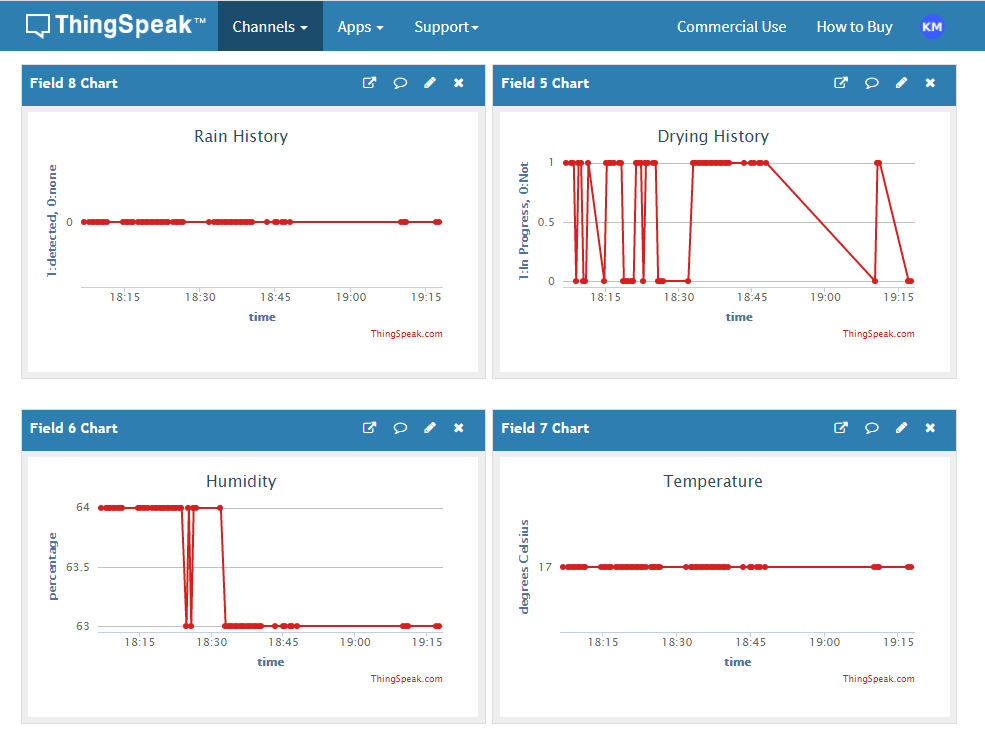 ThingSpeak™ Channels Apps Support Commercial Use How to Buy KM
Field 8 Chart
Rain History
1:detected, 0:none
0
18:15 18:30 18:45 19:00 19:15
time
ThingSpeak.com
Field 5 Chart
Drying History
1:In Progress, 0:Not
1
0.5
0
18:15 18:30 18:45 19:00 19:15
time
ThingSpeak.com
Field 6 Chart
Humidity
percentage
64
63.5
63
18:15 18:30 18:45 19:00 19:15
time
ThingSpeak.com
Field 7 Chart
Temperature
degrees Celsius
17
18:15 18:30 18:45 19:00 19:15
time
ThingSpeak.com